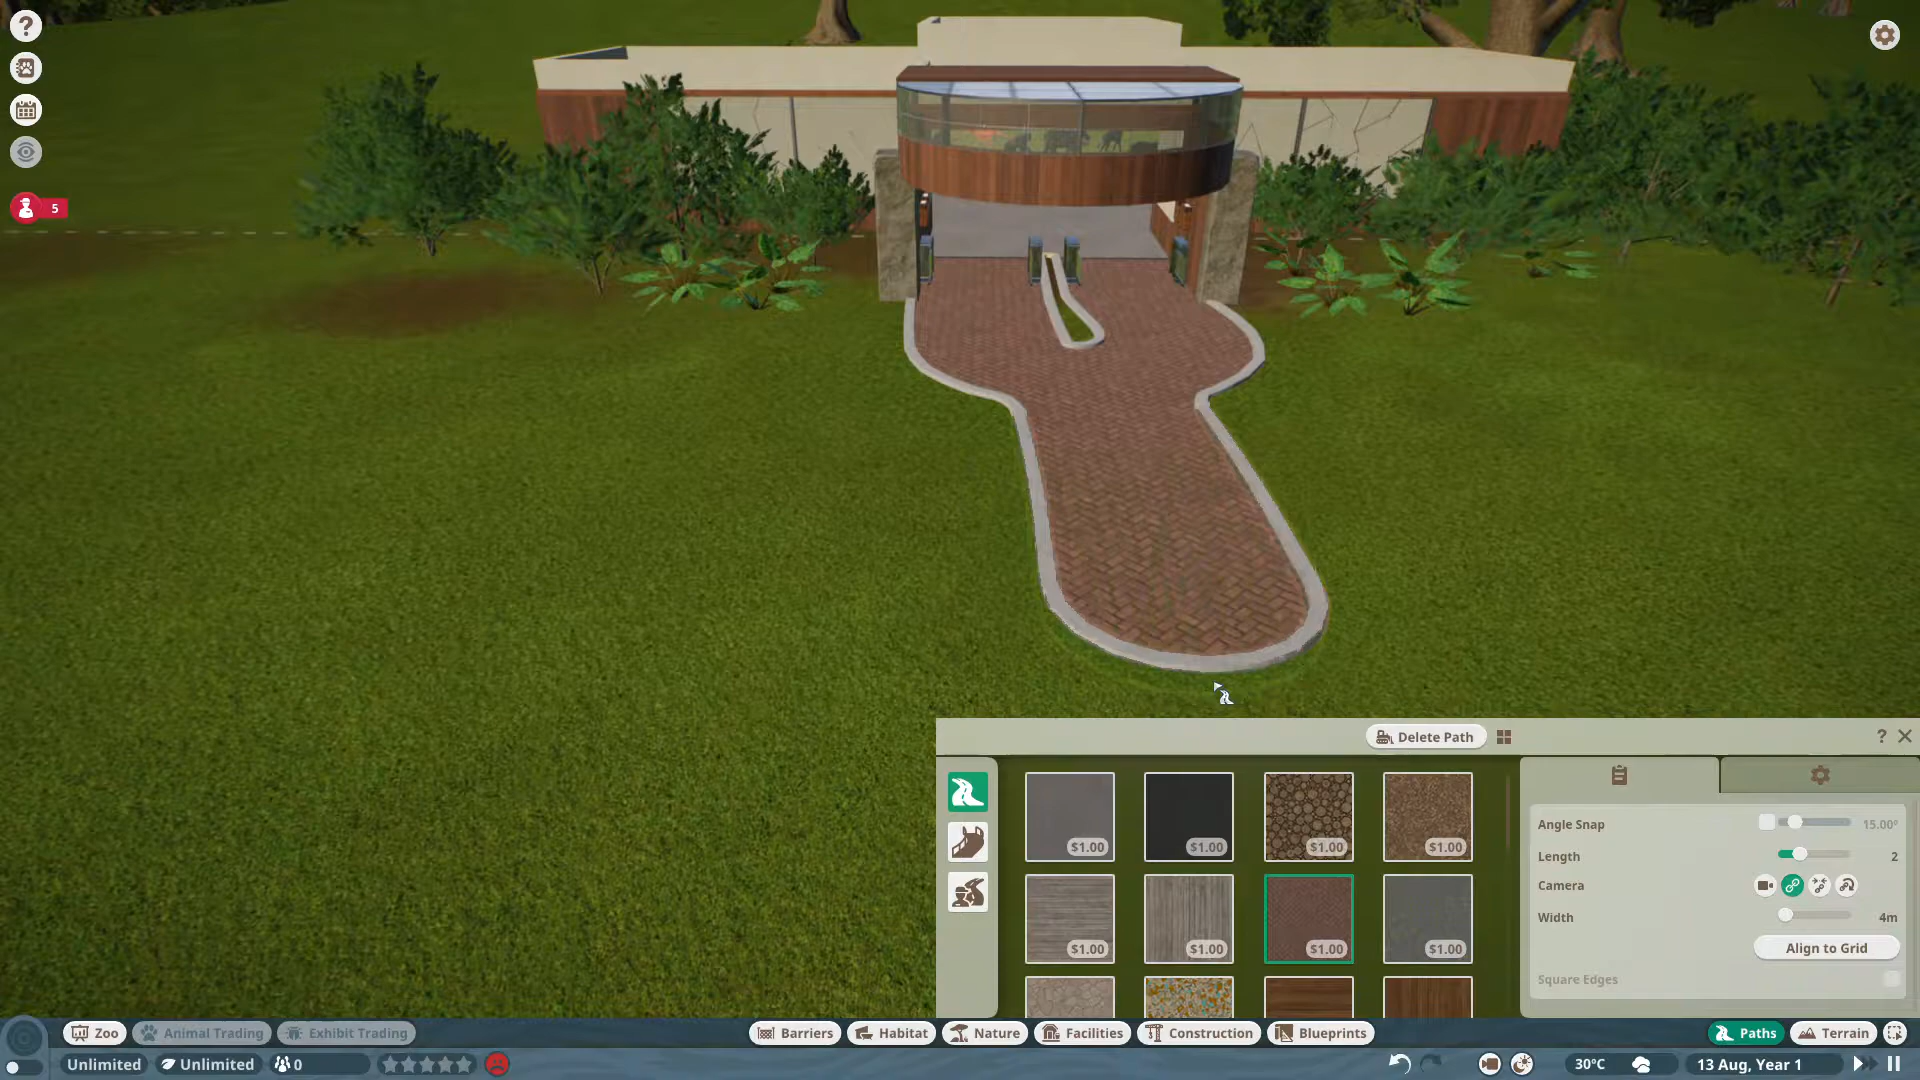 ?
5
Delete Path
?
$1.00 $1.00 $1.00 $1.00
$1.00 $1.00 $1.00 $1.00
Angle Snap 15.00°
Length 2
Camera
Width 4m
Align to Grid
Square Edges
Zoo Animal Trading Exhibit Trading Barriers Habitat Nature Facilities Construction Blueprints Paths Terrain
Unlimited Unlimited 0 30°C 13 Aug, Year 1